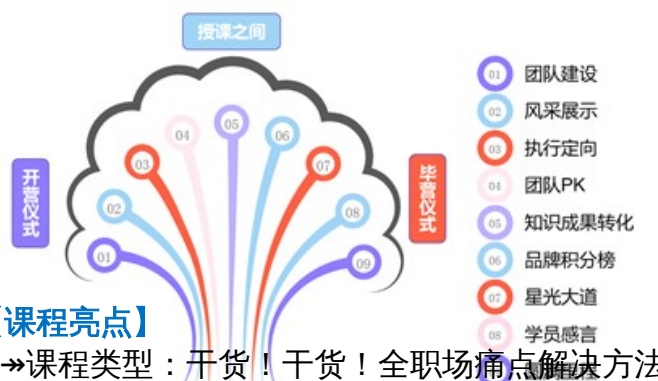 授课之间
开营仪式
毕营仪式
01
02
03
04
05
06
07
08
09
01 团队建设
02 风采展示
03 执行定向
04 团队PK
05 知识成果转化
06 品牌积分榜
07 星光大道
08 学员感言
课程亮点】
↠课程类型：干货！干货！全职场痛点解决方法